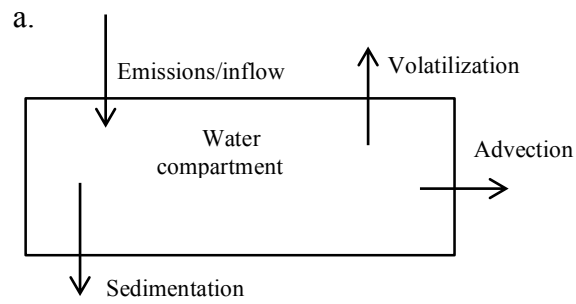 a.
Emissions/inflow
Volatilization
Water
compartment
Advection
Sedimentation